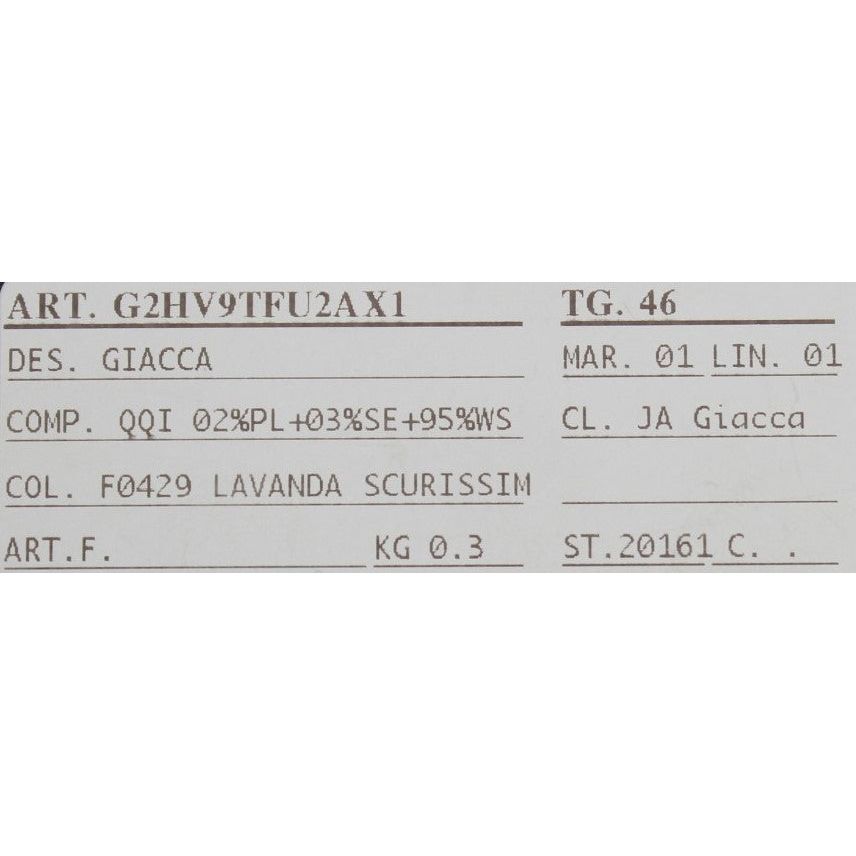 ART. G2HV9TFU2AX1 TG. 46
DES. GIACCA MAR. 01 LIN. 01
COMP. QQI 02%PL+03%SE+95%WS CL. JA Giacca
COL. F0429 LAVANDA SCURISSIM
ART.F. KG 0.3 ST.20161 C. .